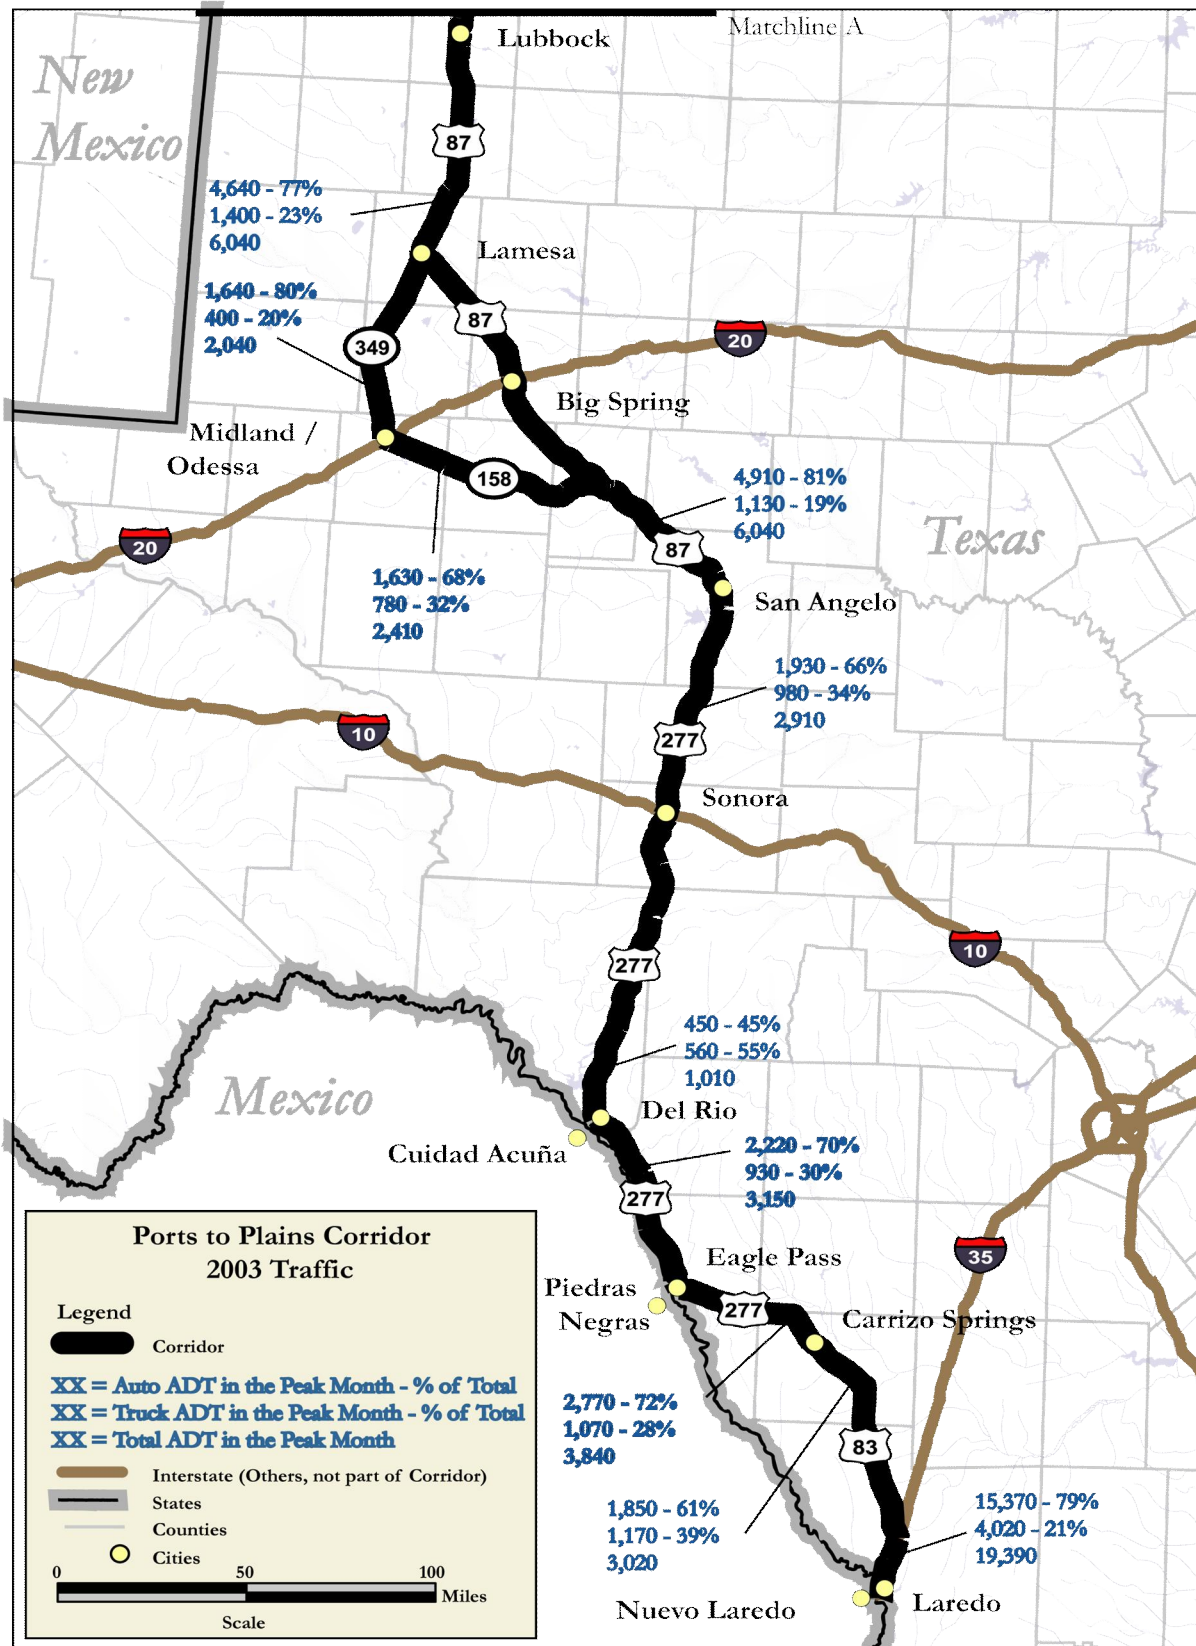 Matchline A
Lubbock
New
Mexico
87
4,640 - 77%
1,400 - 23%
6,040
Lamesa
1,640 - 80%
400 - 20%
2,040
87
349
20
Big Spring
Midland /
Odessa
158
4,910 - 81%
1,130 - 19%
6,040
Texas
87
20
1,630 - 68%
780 - 32%
2,410
San Angelo
1,930 - 66%
980 - 34%
2,910
10
277
Sonora
10
277
450 - 45%
560 - 55%
1,010
Mexico
Del Rio
Cuidad Acuña
2,220 - 70%
930 - 30%
3,150
277
35
Eagle Pass
Piedras
Negras
277
Carrizo Springs
2,770 - 72%
1,070 - 28%
3,840
83
1,850 - 61%
1,170 - 39%
3,020
15,370 - 79%
4,020 - 21%
19,390
Nuevo Laredo
Laredo
Ports to Plains Corridor
2003 Traffic
Legend
Corridor
XX = Auto ADT in the Peak Month - % of Total
XX = Truck ADT in the Peak Month - % of Total
XX = Total ADT in the Peak Month
Interstate (Others, not part of Corridor)
States
Counties
Cities
0 50 100
Miles
Scale